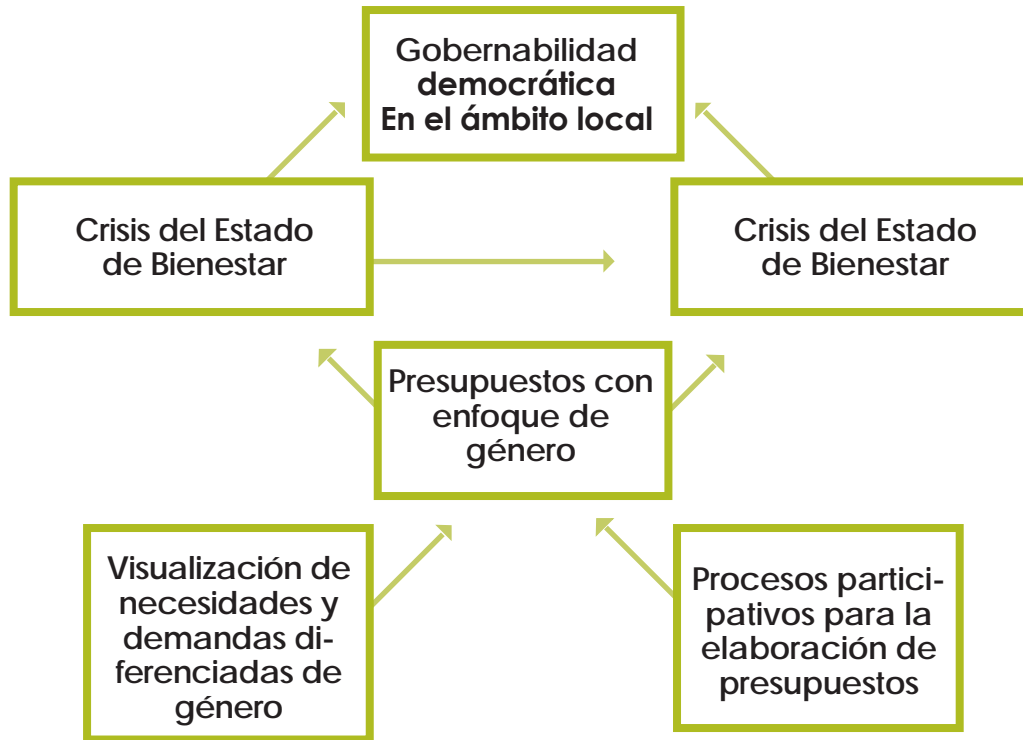 Gobernabilidad
democrática
En el ámbito local
Crisis del Estado
de Bienestar
Crisis del Estado
de Bienestar
Presupuestos con
enfoque de
género
Visualización de
necesidades y
demandas di-
ferenciadas de
género
Procesos partici-
pativos para la
elaboración de
presupuestos